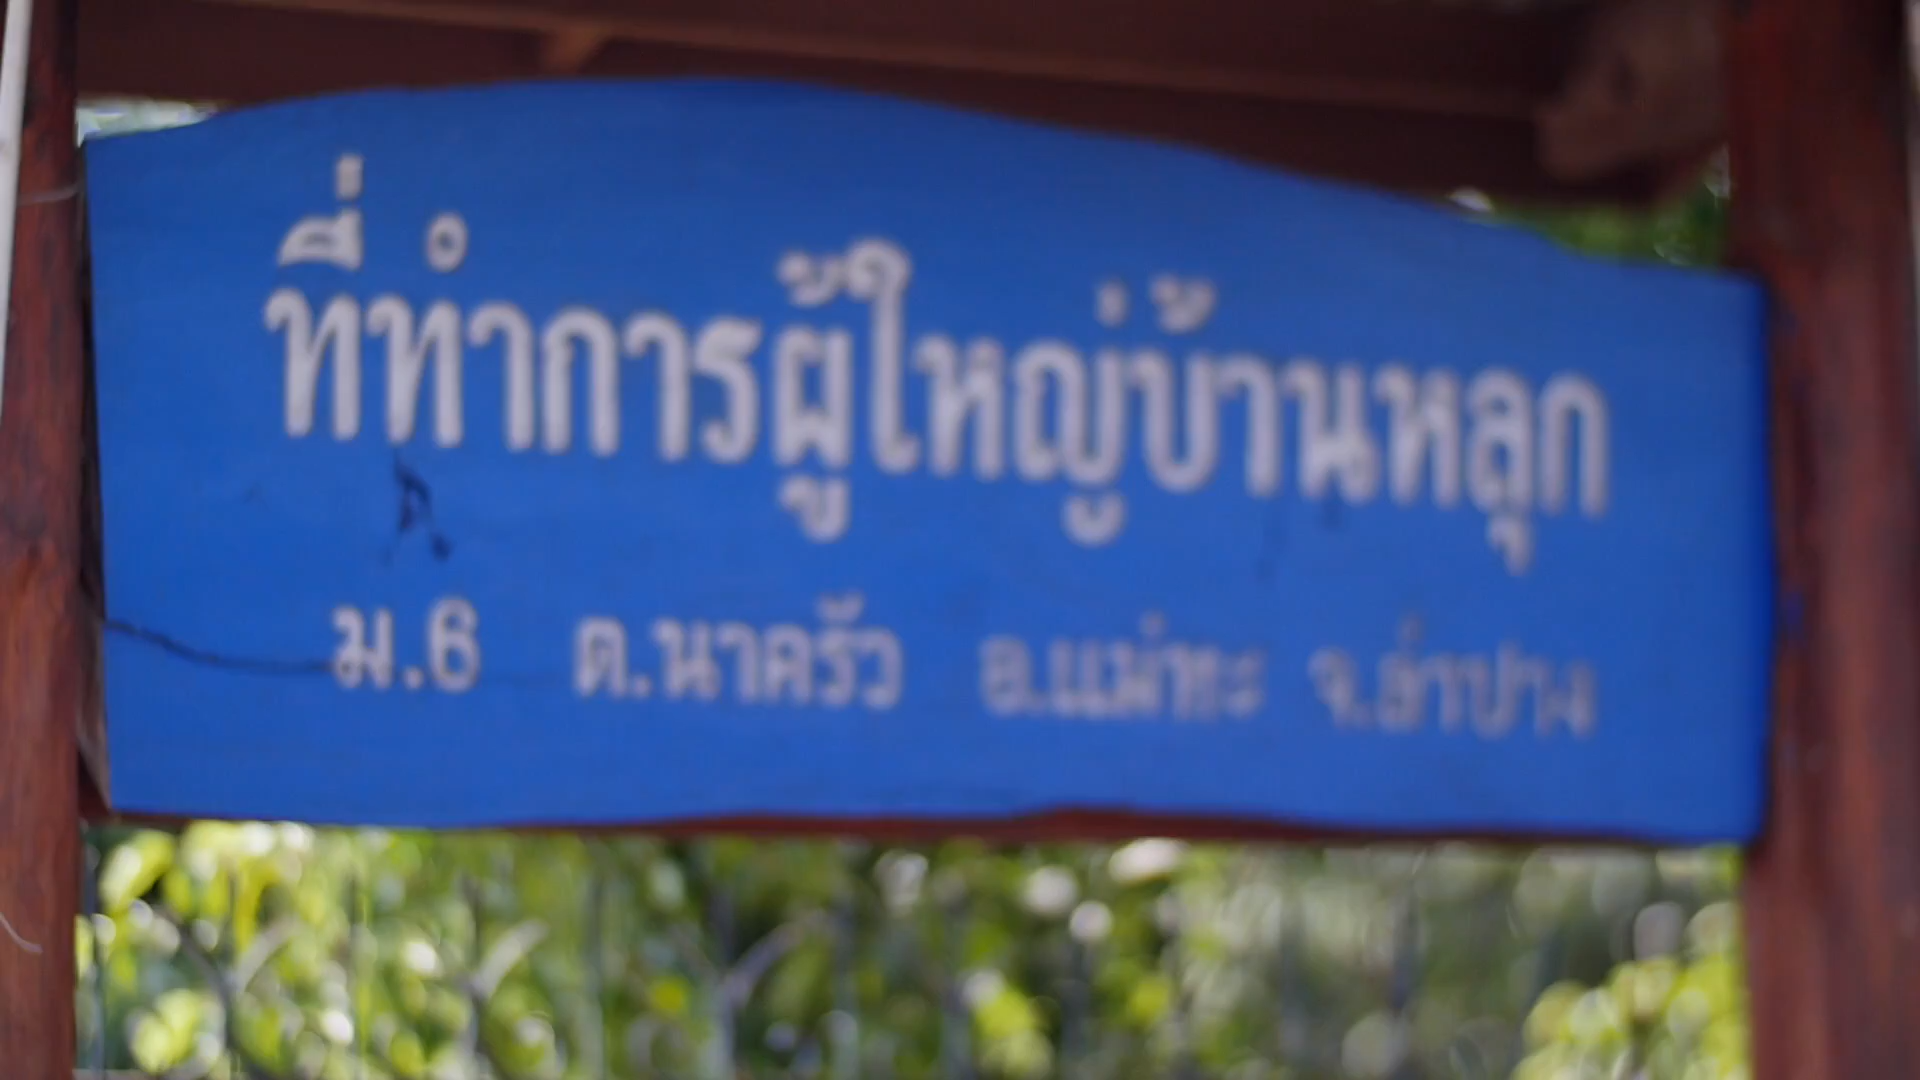 ที่ทำการผู้ใหญ่บ้านหลุก
ม.6 ต.นาครัว อ.แม่ทะ จ.ลำปาง